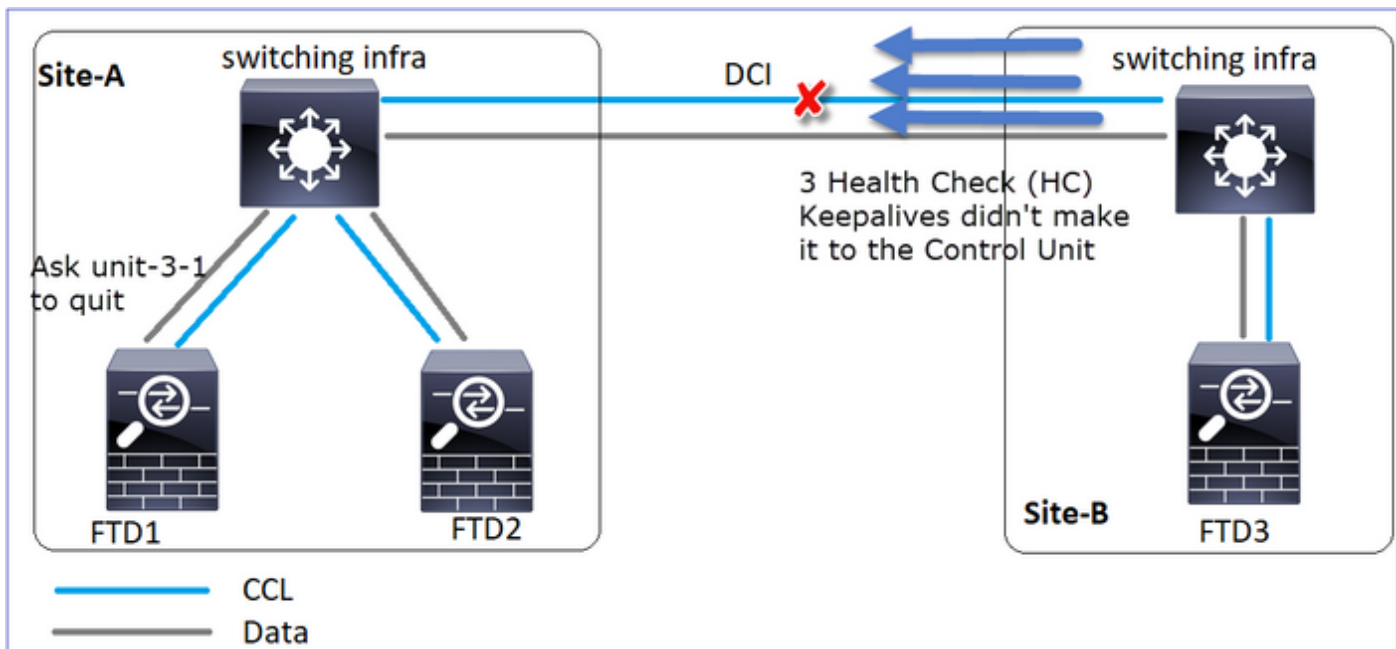 Site-A
switching infra
DCI
switching infra
3 Health Check (HC)
Keepalives didn't make
it to the Control Unit
Ask unit-3-1
to quit
FTD1
FTD2
Site-B
FTD3
CCL
Data